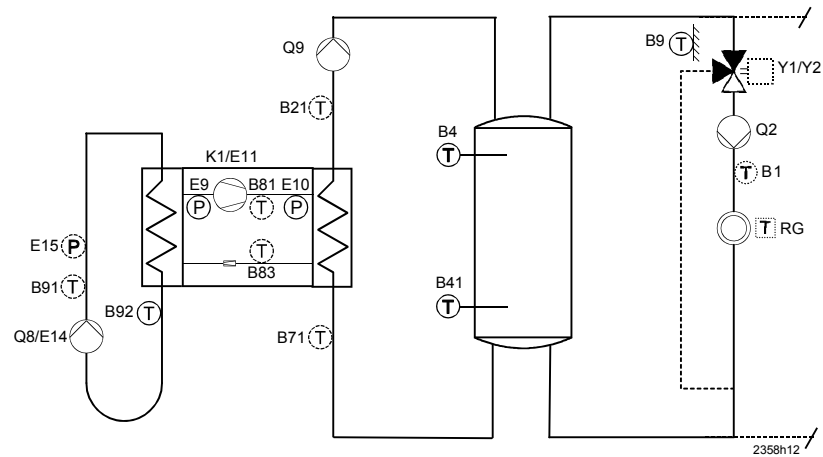 B9
T
Y1/Y2
Q9
B21
T
Q2
B4
T
T
B1
K1/E11
E9
B81
E10
P
T
P
T
RG
E15
P
T
B83
B91
T
B92
T
B41
T
Q8/E14
B71
T
2358h12